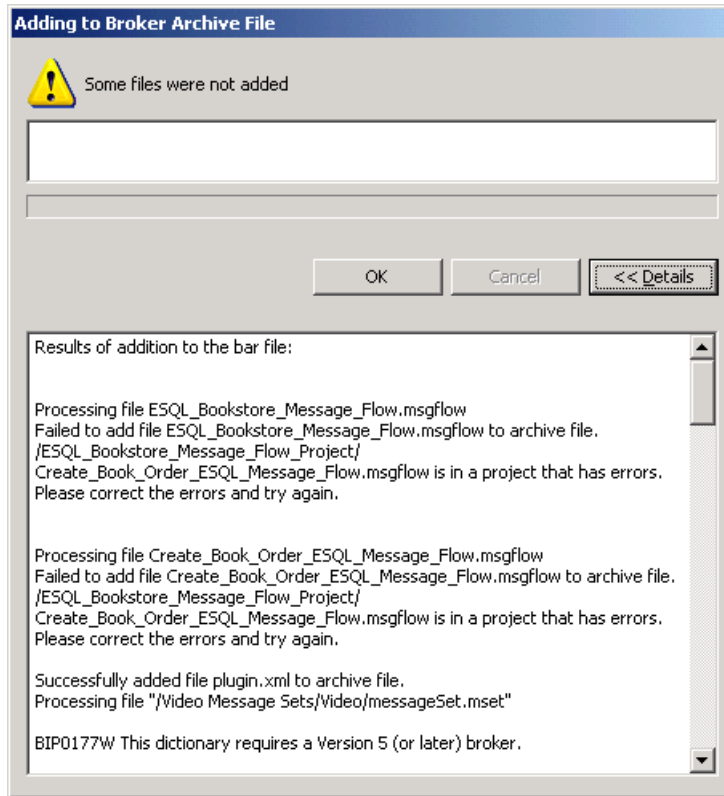 Adding to Broker Archive File
Some files were not added
OK
Cancel
<< Details
Results of addition to the bar file:
Processing file ESQL_Bookstore_Message_Flow.msgflow
Failed to add file ESQL_Bookstore_Message_Flow.msgflow to archive file.
/ESQL_Bookstore_Message_Flow_Project/
Create_Book_Order_ESQL_Message_Flow.msgflow is in a project that has errors.
Please correct the errors and try again.
Processing file Create_Book_Order_ESQL_Message_Flow.msgflow
Failed to add file Create_Book_Order_ESQL_Message_Flow.msgflow to archive file.
/ESQL_Bookstore_Message_Flow_Project/
Create_Book_Order_ESQL_Message_Flow.msgflow is in a project that has errors.
Please correct the errors and try again.
Successfully added file plugin.xml to archive file.
Processing file "/Video Message Sets/Video/messageSet.mset"
BIP0177W This dictionary requires a Version 5 (or later) broker.